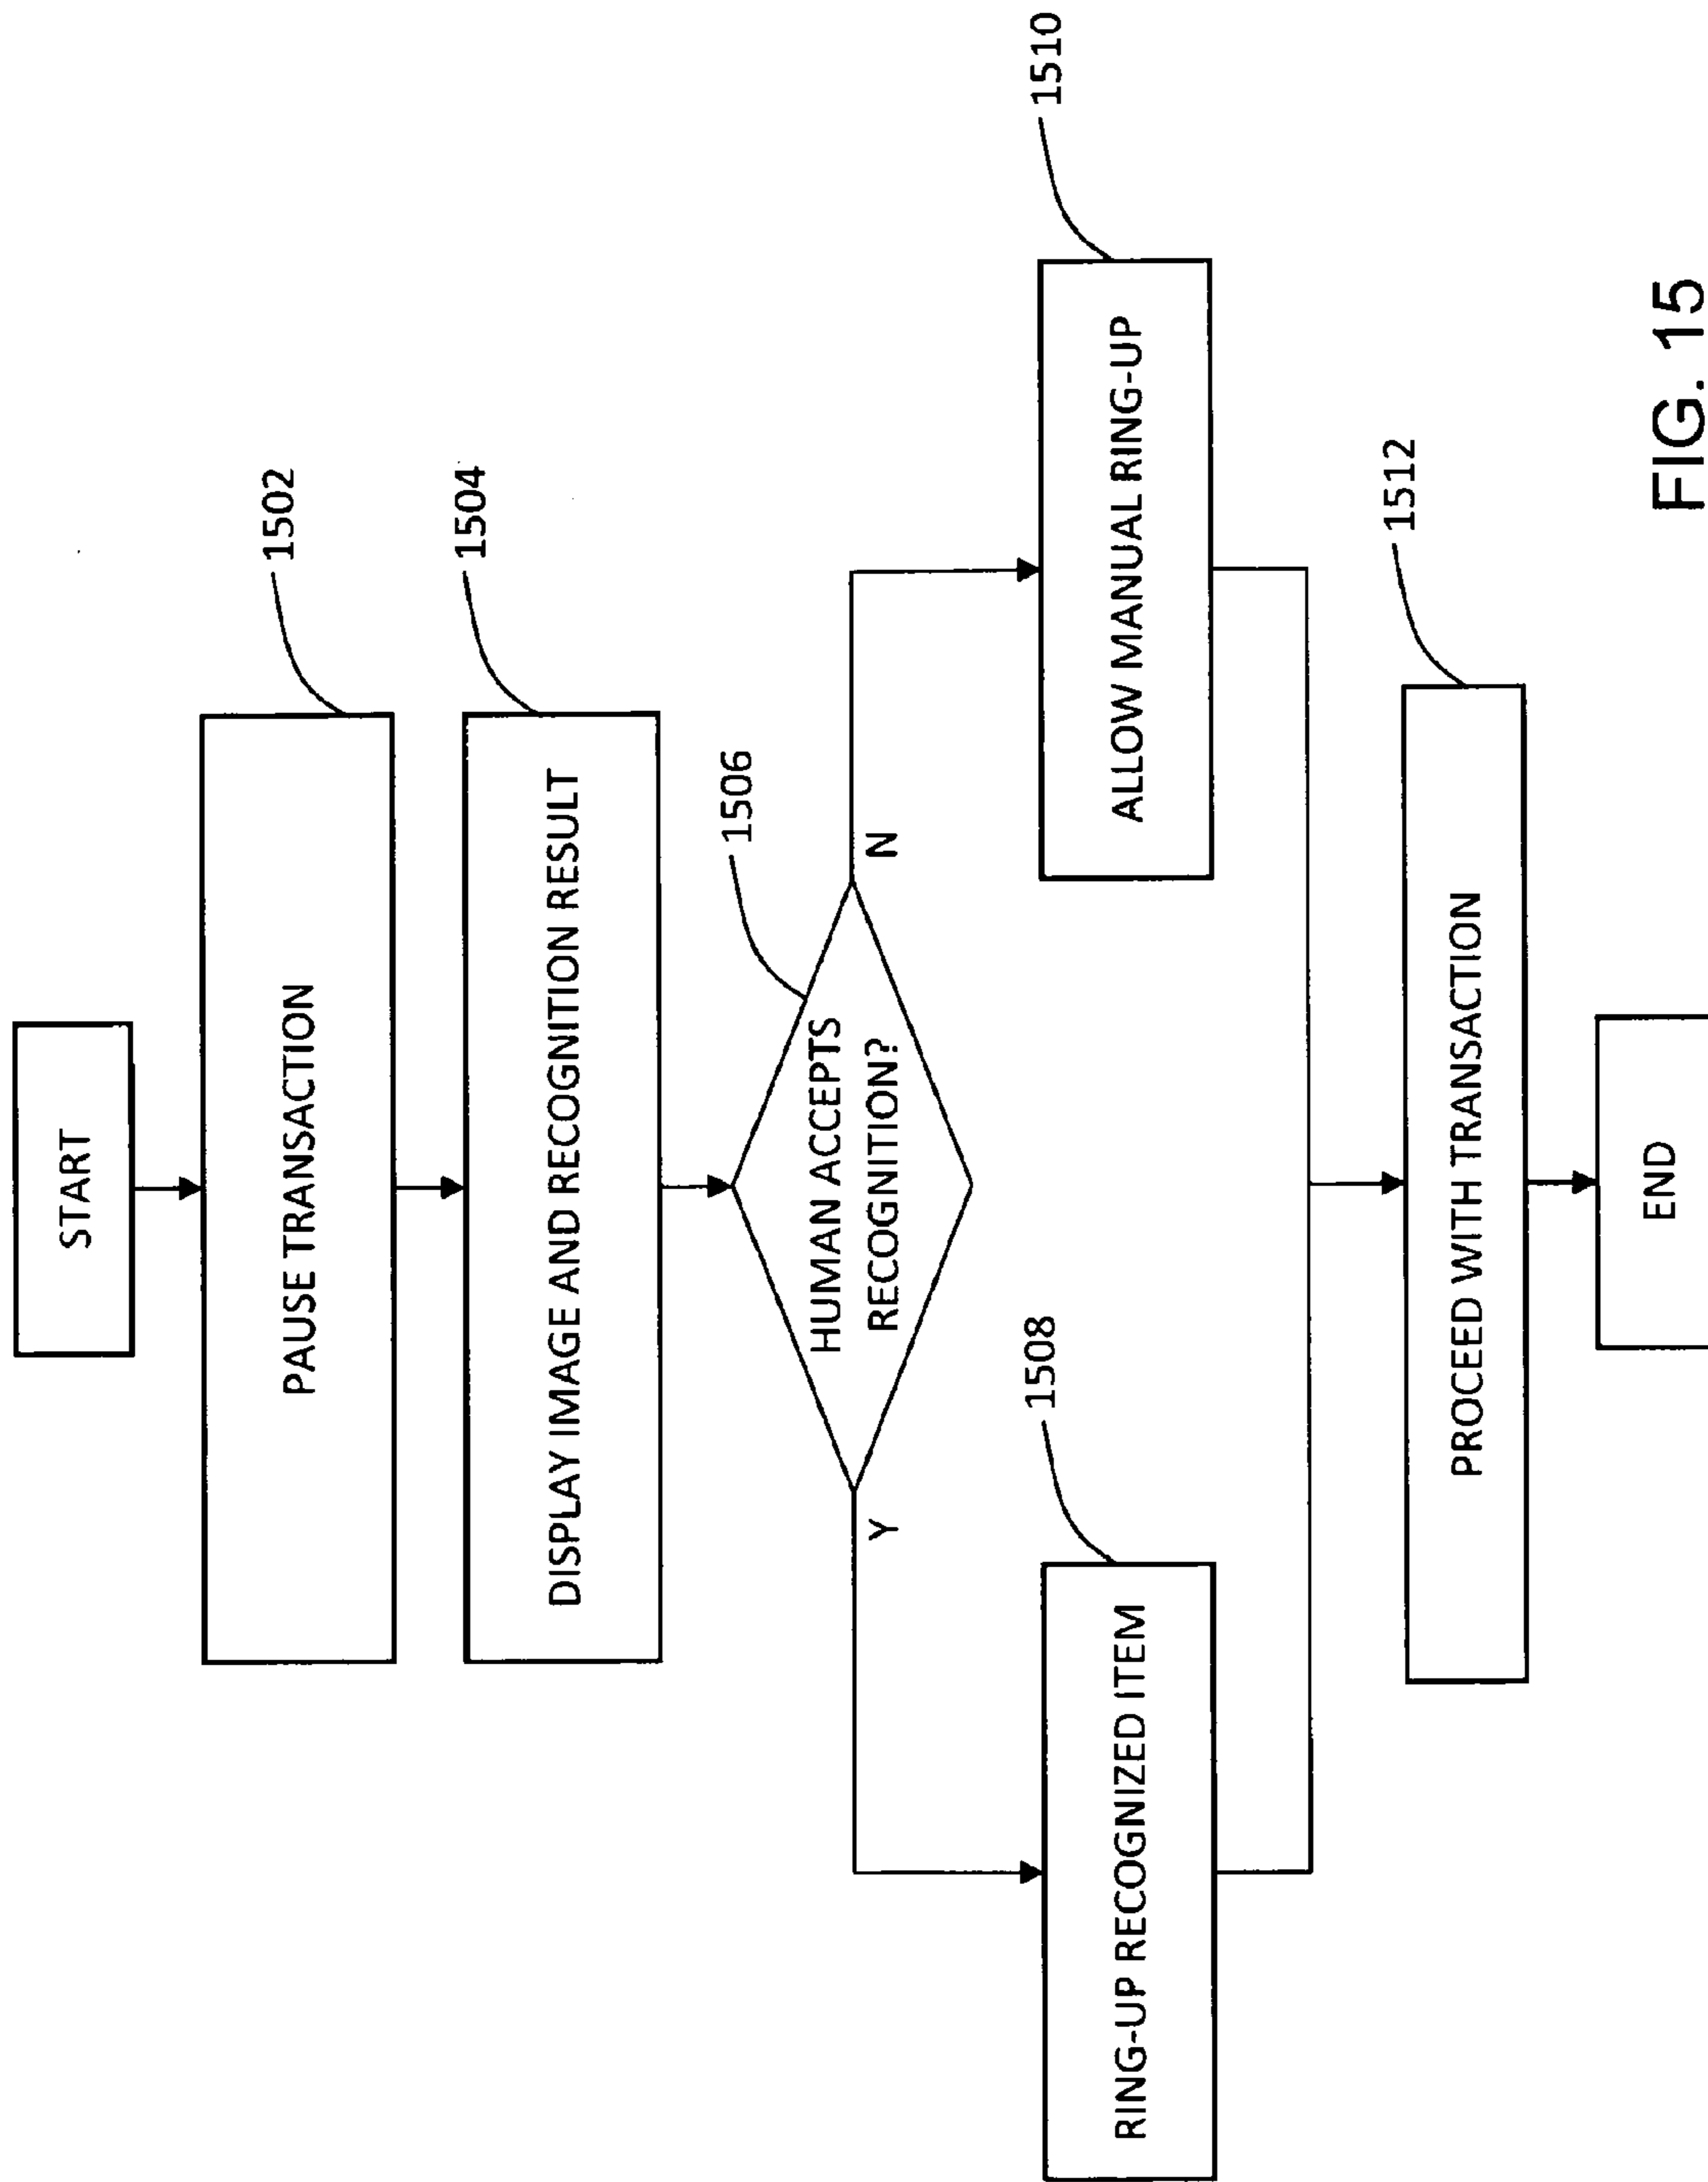 START
1502
PAUSE TRANSACTION
1504
DISPLAY IMAGE AND RECOGNITION RESULT
1506
HUMAN ACCEPTS
RECOGNITION?
Y
N
1508
RING-UP RECOGNIZED ITEM
1510
ALLOW MANUAL RING-UP
1512
PROCEED WITH TRANSACTION
END
FIG. 15